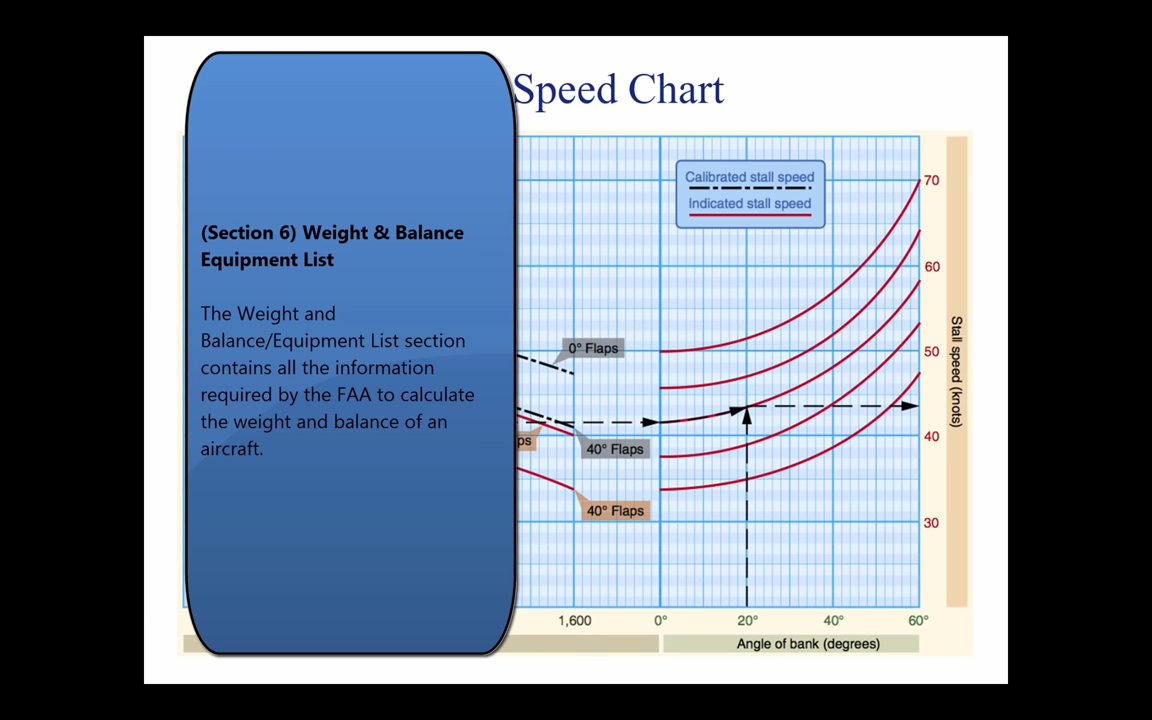 Speed Chart
(Section 6) Weight & Balance
Equipment List
The Weight and
Balance/Equipment List section
contains all the information
required by the FAA to calculate
the weight and balance of an
aircraft.
Calibrated stall speed
Indicated stall speed
0° Flaps
ps
40° Flaps
40° Flaps
70
60
50
40
30
Stall speed (knots)
1,600
0°
20°
40°
60°
Angle of bank (degrees)